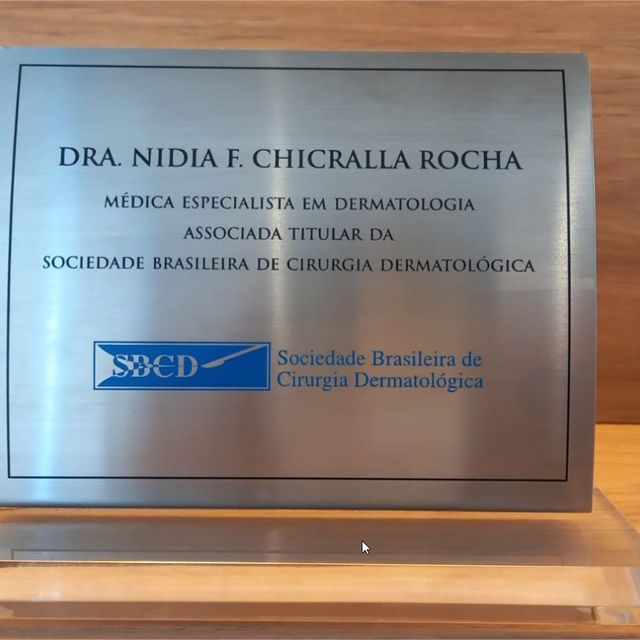 DRA. NIDIA F. CHICRALLA ROCHA
MÉDICA ESPECIALISTA EM DERMATOLOGIA
ASSOCIADA TITULAR DA
SOCIEDADE BRASILEIRA DE CIRURGIA DERMATOLÓGICA
SBCD Sociedade Brasileira de
Cirurgia Dermatológica